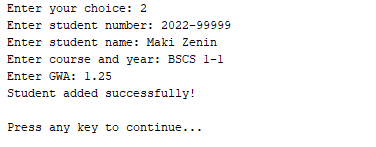 Enter your choice: 2
Enter student number: 2022-99999
Enter student name: Maki Zenin
Enter course and year: BSCS 1-1
Enter GWA: 1.25
Student added successfully!
Press any key to continue...